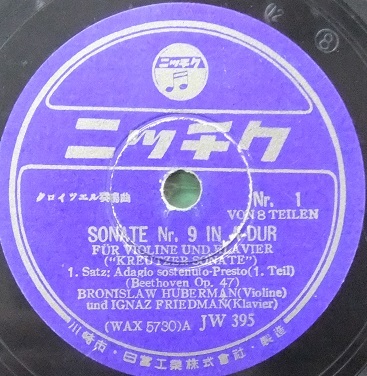 92
8
ニッチク
ニッチク
クロイツエル奏鳴曲
Nr. 1
VON 8 TEILEN
SONATE Nr. 9 IN A-DUR
FÜR VIOLINE UND KLAVIER
("KREUTZER SONATE")
1. Satz; Adagio sostenuto-Presto (1. Teil)
(Beethoven Op. 47)
BRONISLAW HUBERMAN (Violine)
und IGNAZ FRIEDMAN (Klavier)
(WAX 5730) A JW 395
川崎市・日蓄工業株式會社・製造